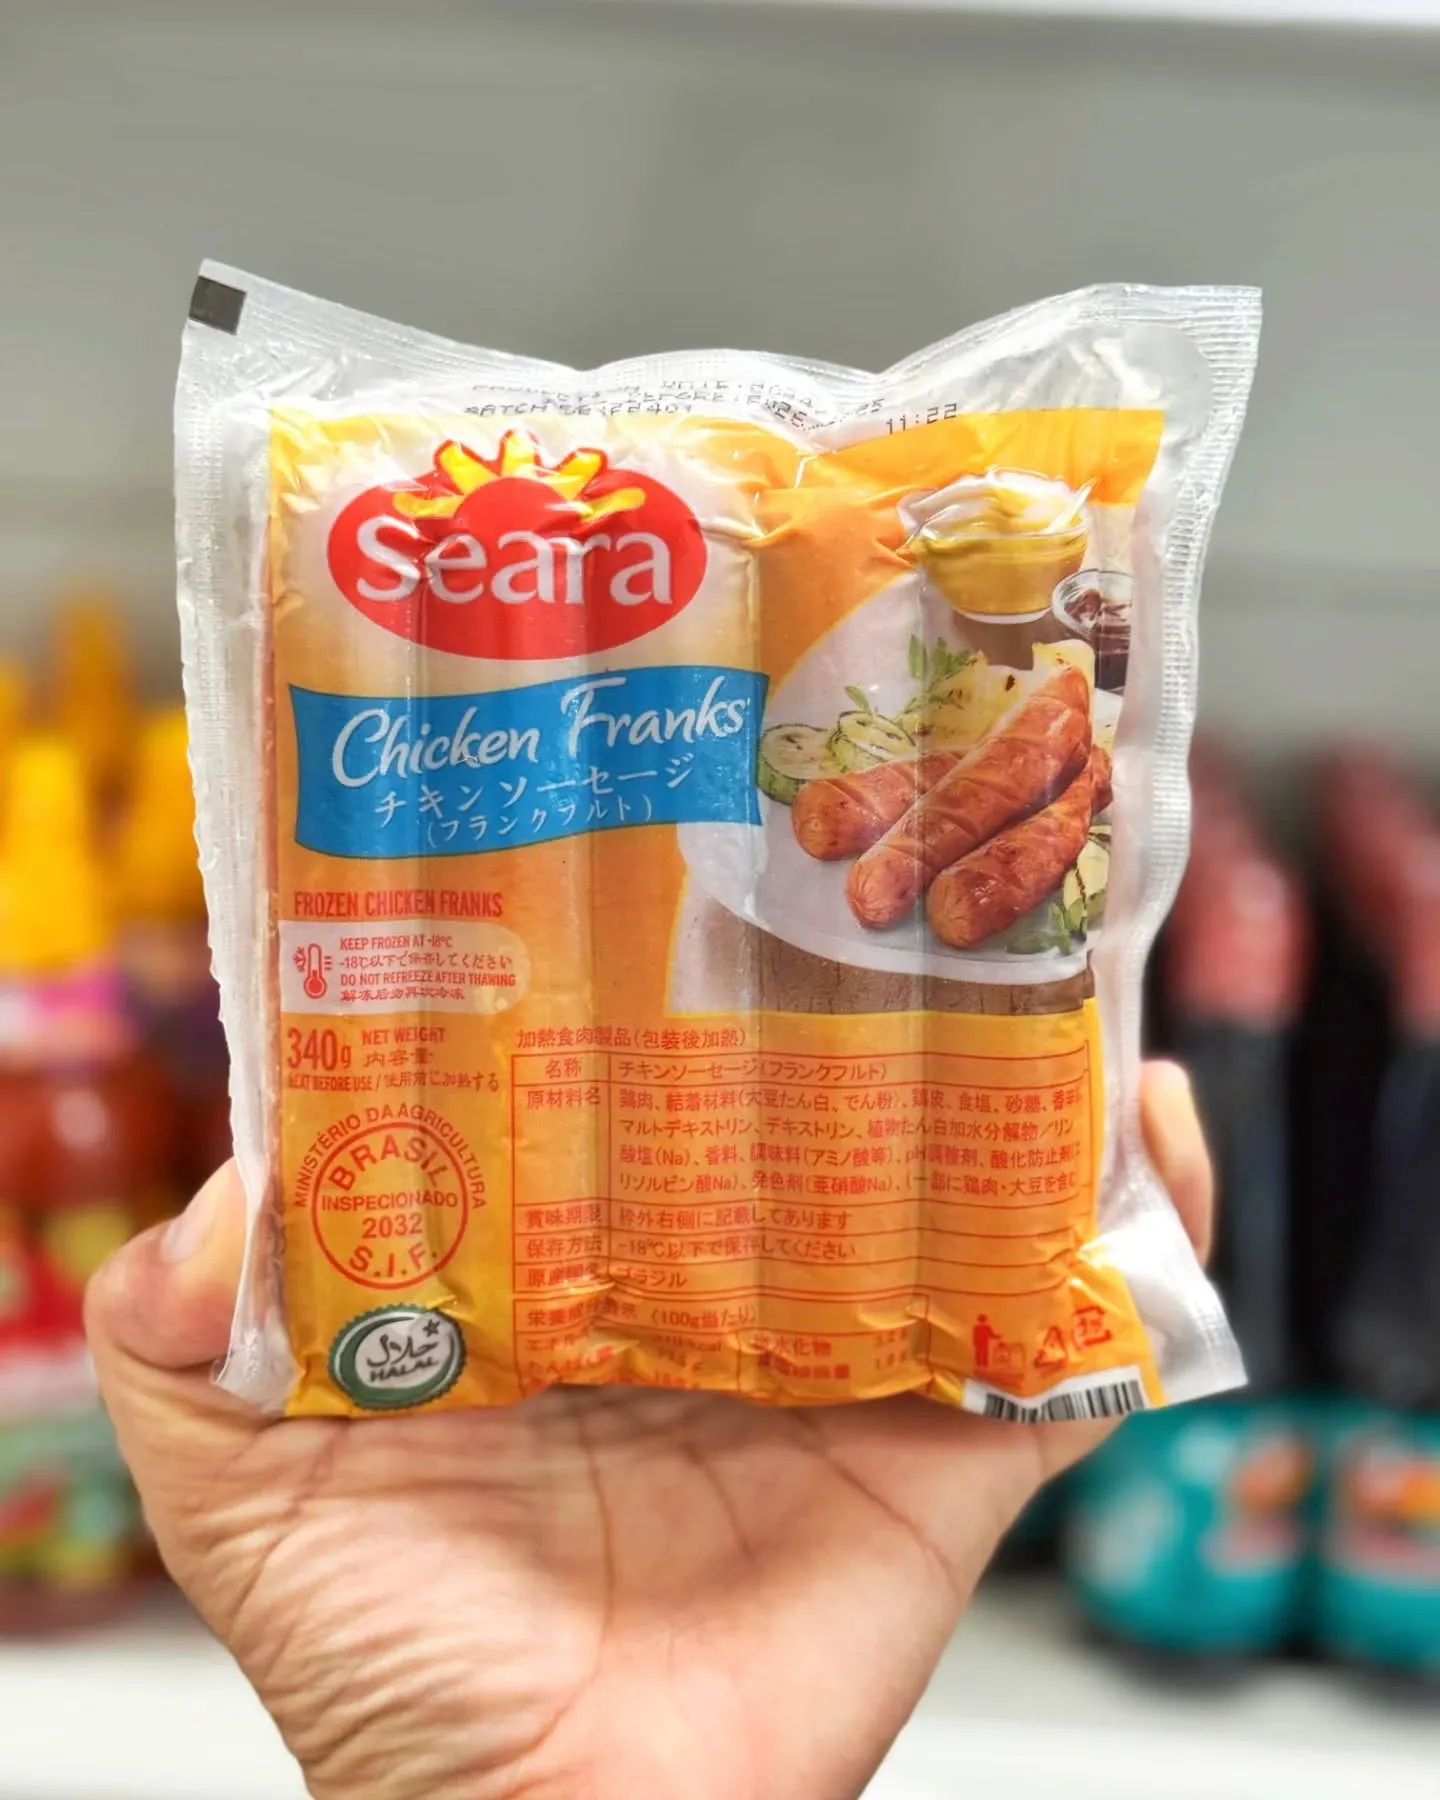 11:22
Seara
Chicken Franks
チキンソーセージ
(フランクフルト)
FROZEN CHICKEN FRANKS
KEEP FROZEN AT -18°C
-18℃以下で保存してください
DO NOT REFREEZE AFTER THAWING
解凍后勿再次冷凍
340g NET WEIGHT
内容量
HEAT BEFORE USE / 使用前に加熱する
MINISTÉRIO DA AGRICULTURA
BRASIL
INSPECIONADO
2032
S.I.F.
حلال
HALAL
加熱食肉製品(包装後加熱)
名称 チキンソーセージ(フランクフルト)
原材料名 鶏肉、結着材料(大豆たん白、でん粉)、鶏皮、食塩、砂糖、香辛
マルトデキストリン、デキストリン、植物たん白加水分解物/リン
酸塩(Na)、香料、調味料(アミノ酸等)、pH調整剤、酸化防止剤
リソルビン酸Na)、発色剤(亜硝酸Na)、(一部に鶏肉・大豆を含む
賞味期限 枠外右側に記載してあります
保存方法 -18℃以下で保存してください
原産国名 ブラジル
(100g当たり)